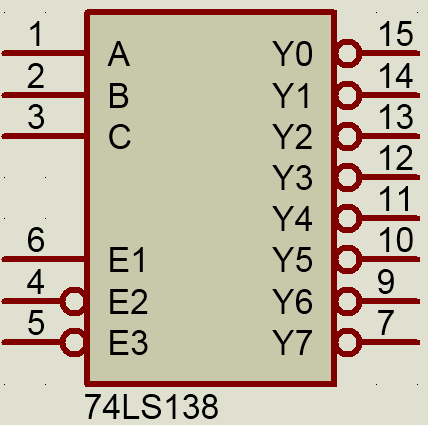 1 A Y0 15
2 B Y1 14
3 C Y2 13
Y3 12
Y4 11
6 E1 Y5 10
4 E2 Y6 9
5 E3 Y7 7
74LS138